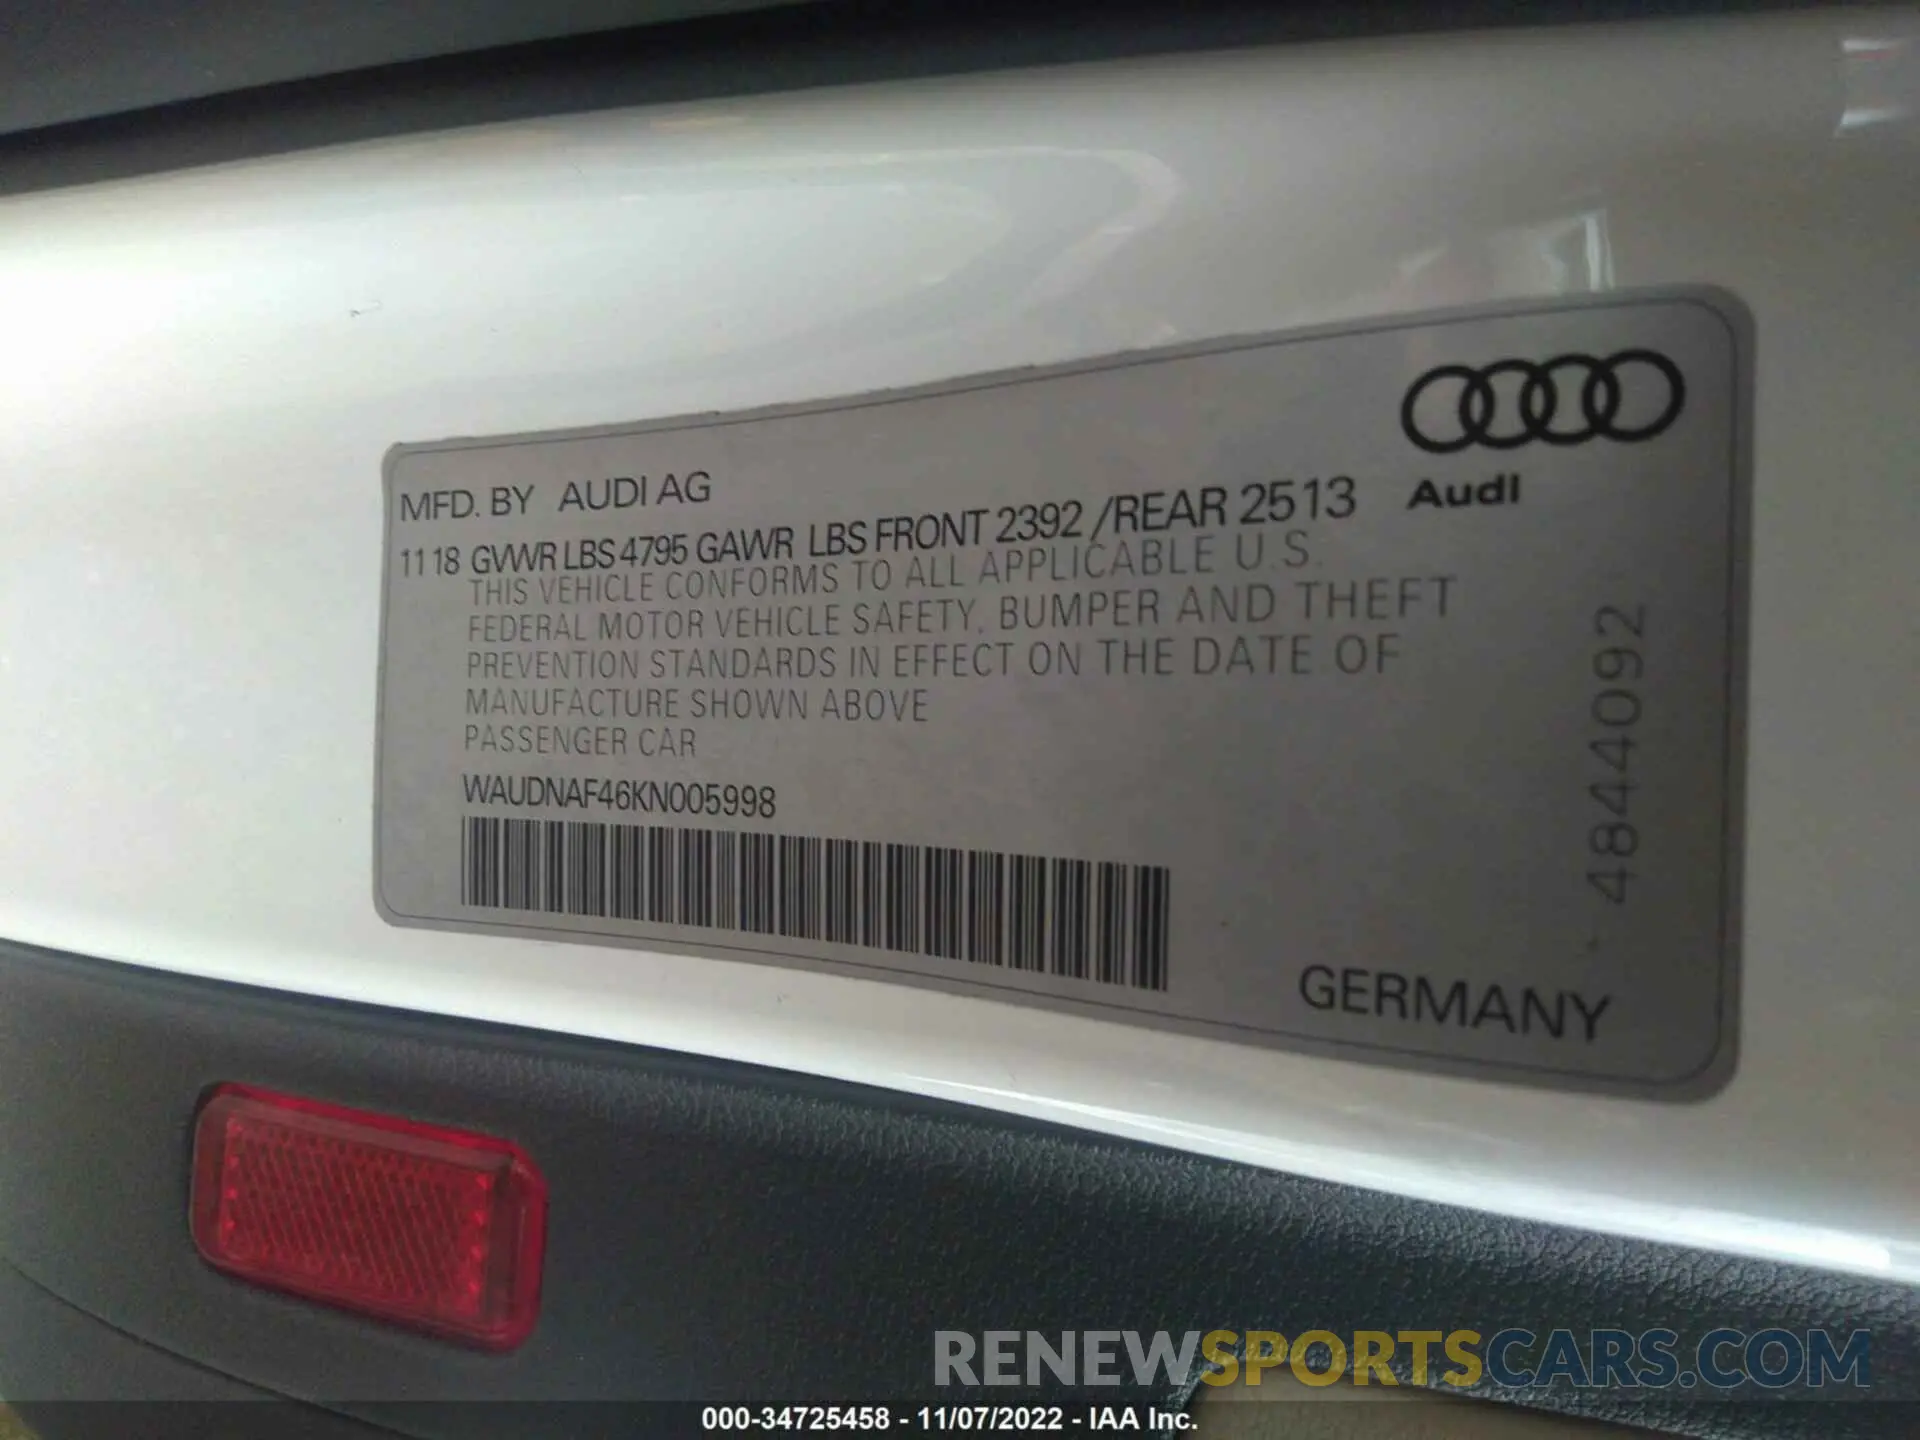 MFD. BY AUDI AG
11 18 GVWR LBS 4795 GAWR LBS FRONT 2392 /REAR 2513
Audi
THIS VEHICLE CONFORMS TO ALL APPLICABLE U.S.
FEDERAL MOTOR VEHICLE SAFETY, BUMPER AND THEFT
PREVENTION STANDARDS IN EFFECT ON THE DATE OF
MANUFACTURE SHOWN ABOVE
PASSENGER CAR
WAUDNAF46KN005998
4844092
GERMANY
RENEWSPORTSCARS.COM
000-34725458 - 11/07/2022 - IAA Inc.